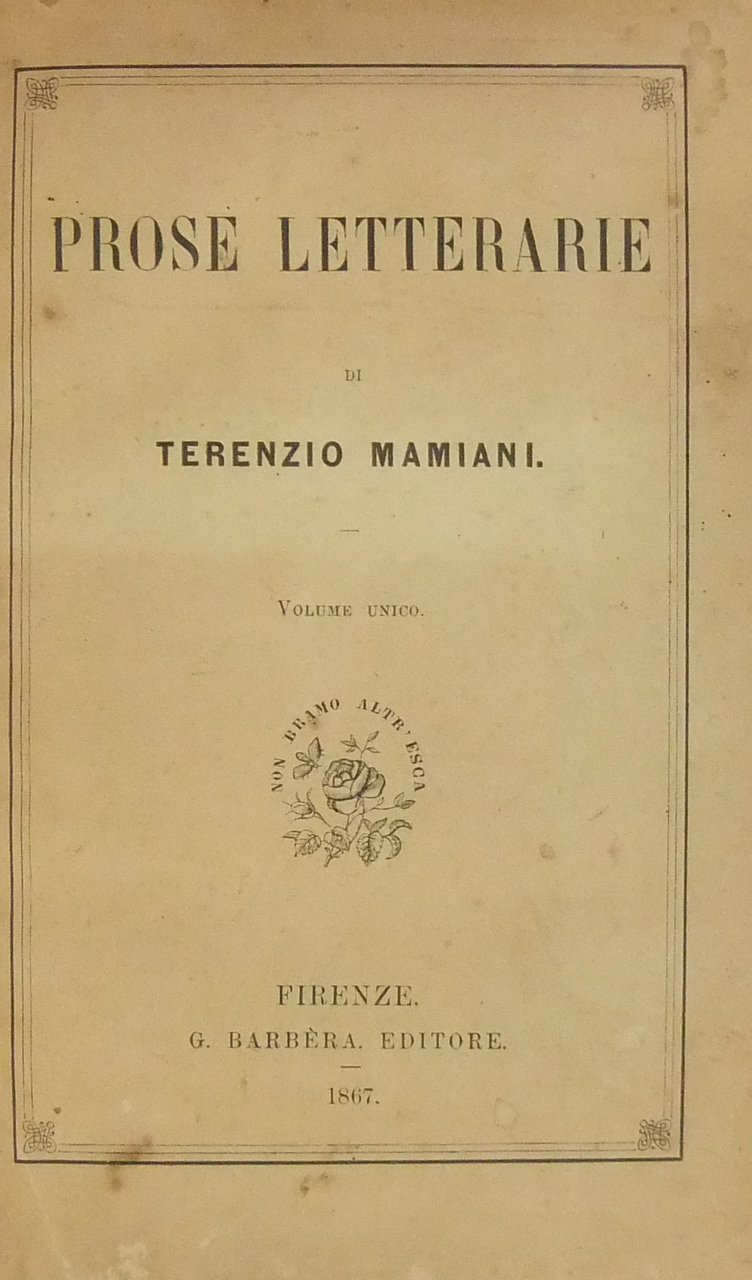 PROSE LETTERARIE
DI
TERENZIO MAMIANI.
VOLUME UNICO.
NON BRAMO ALTR' ESCA
FIRENZE.
G. BARBÈRA. EDITORE.
1867.